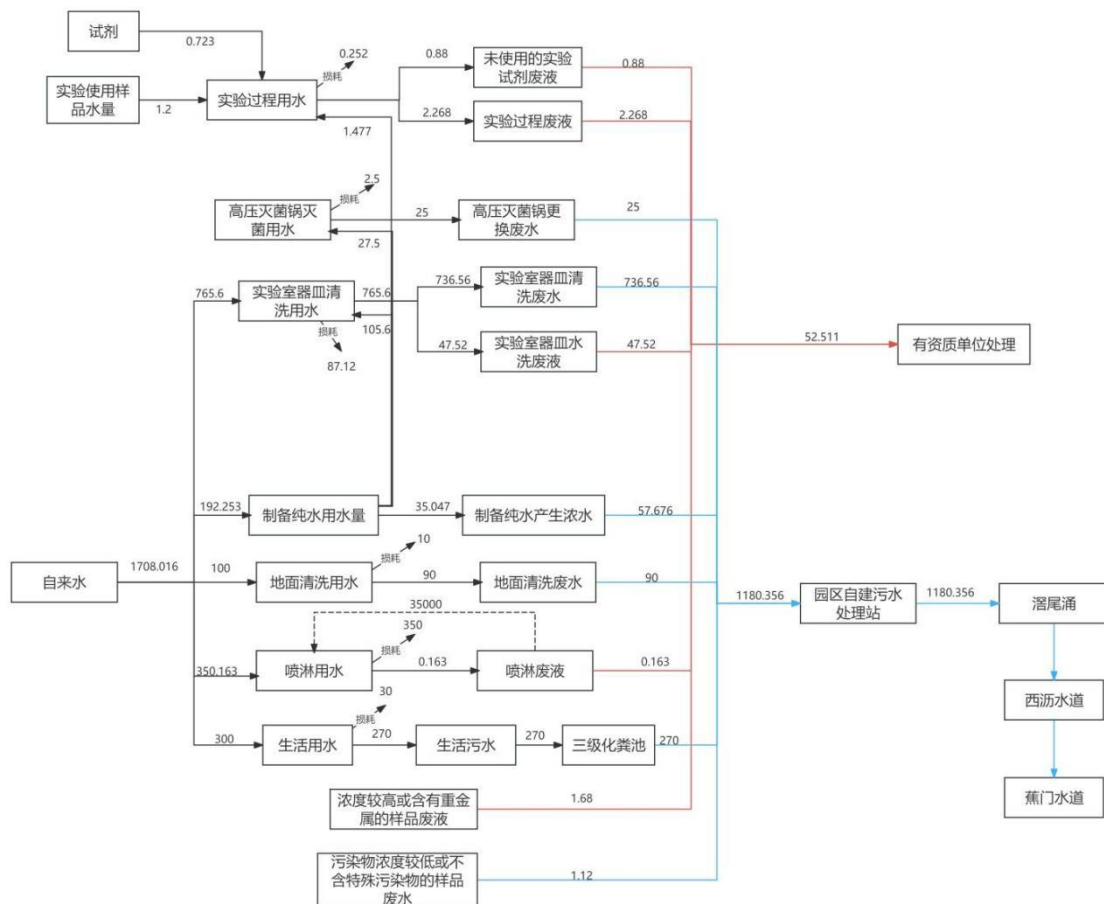 试剂
0.723
实验使用样
品水量
1.2
实验过程用水
损耗
0.252
0.88
未使用的实验
试剂废液
0.88
2.268
实验过程废液
2.268
1.477
高压灭菌锅灭
菌用水
损耗
2.5
25
高压灭菌锅更
换废水
25
27.5
765.6
实验室器皿清
洗用水
765.6
736.56
实验室器皿清
洗废水
736.56
105.6
损耗
87.12
47.52
实验室器皿水
洗废液
47.52
52.511
有资质单位处理
192.253
制备纯水用水量
35.047
制备纯水产生浓水
57.676
自来水
1708.016
100
地面清洗用水
损耗
10
90
地面清洗废水
90
1180.356
园区自建污水
处理站
1180.356
滘尾涌
35000
350.163
喷淋用水
损耗
350
0.163
喷淋废液
0.163
西沥水道
300
生活用水
损耗
30
270
生活污水
270
三级化粪池
270
蕉门水道
浓度较高或含有重金
属的样品废液
1.68
污染物浓度较低或不
含特殊污染物的样品
废水
1.12